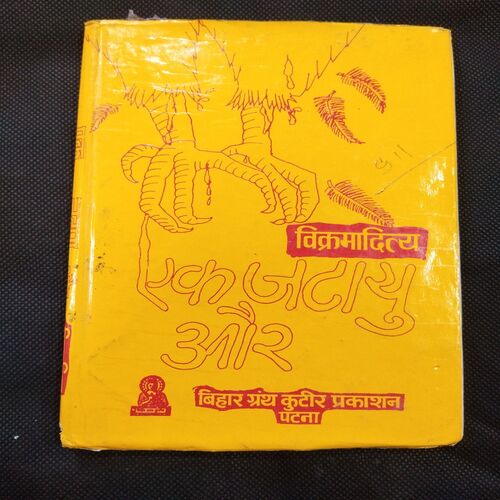 विक्रमादित्य
एक जटायु
और
बिहार ग्रंथ कुटीर प्रकाशन
पटना